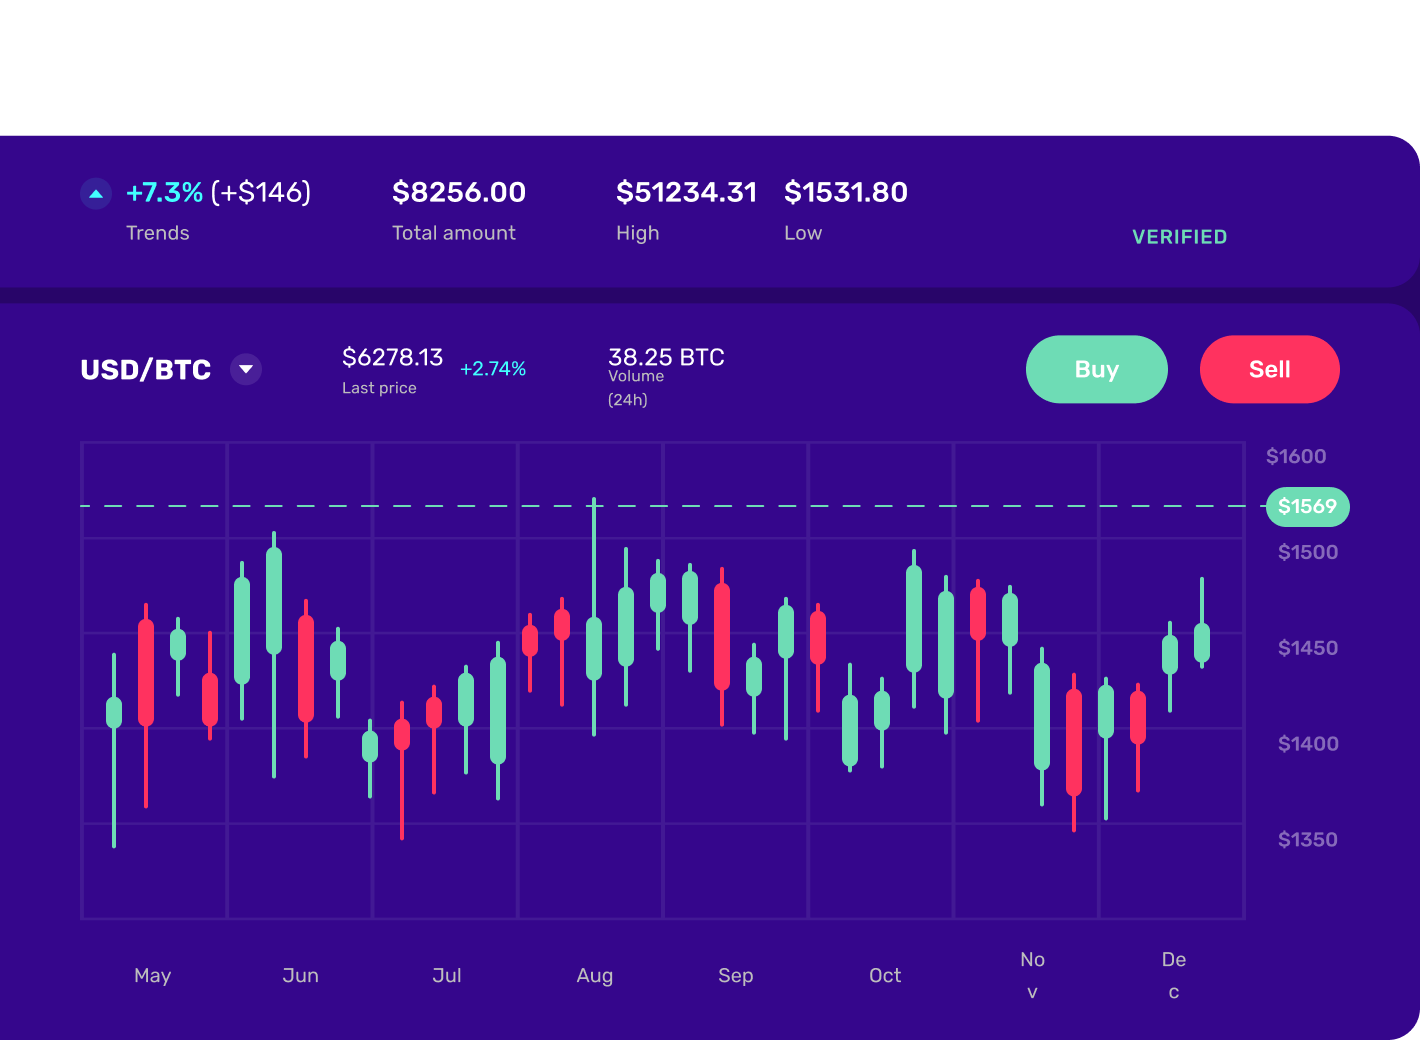 +7.3% (+$146)
Trends
$8256.00
Total amount
$51234.31
High
$1531.80
Low
VERIFIED
USD/BTC
$6278.13
Last price
+2.74%
38.25 BTC
Volume
(24h)
Buy
Sell
$1600
$1569
$1500
$1450
$1400
$1350
May
Jun
Jul
Aug
Sep
Oct
No
v
De
c